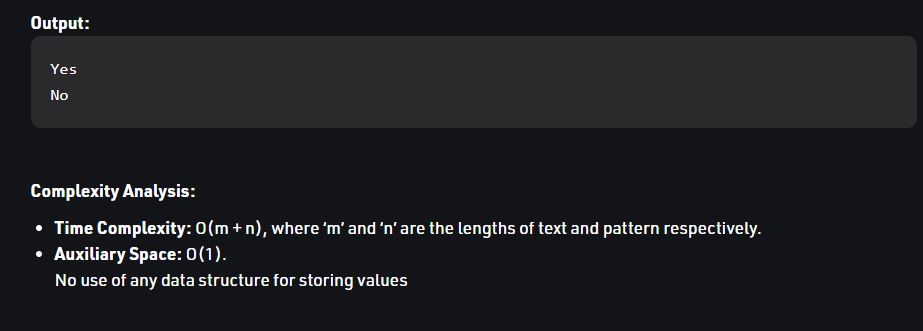 Output:
Yes
No
Complexity Analysis:
• Time Complexity: O(m + n), where ‘m’ and ‘n’ are the lengths of text and pattern respectively.
• Auxiliary Space: O(1).
No use of any data structure for storing values